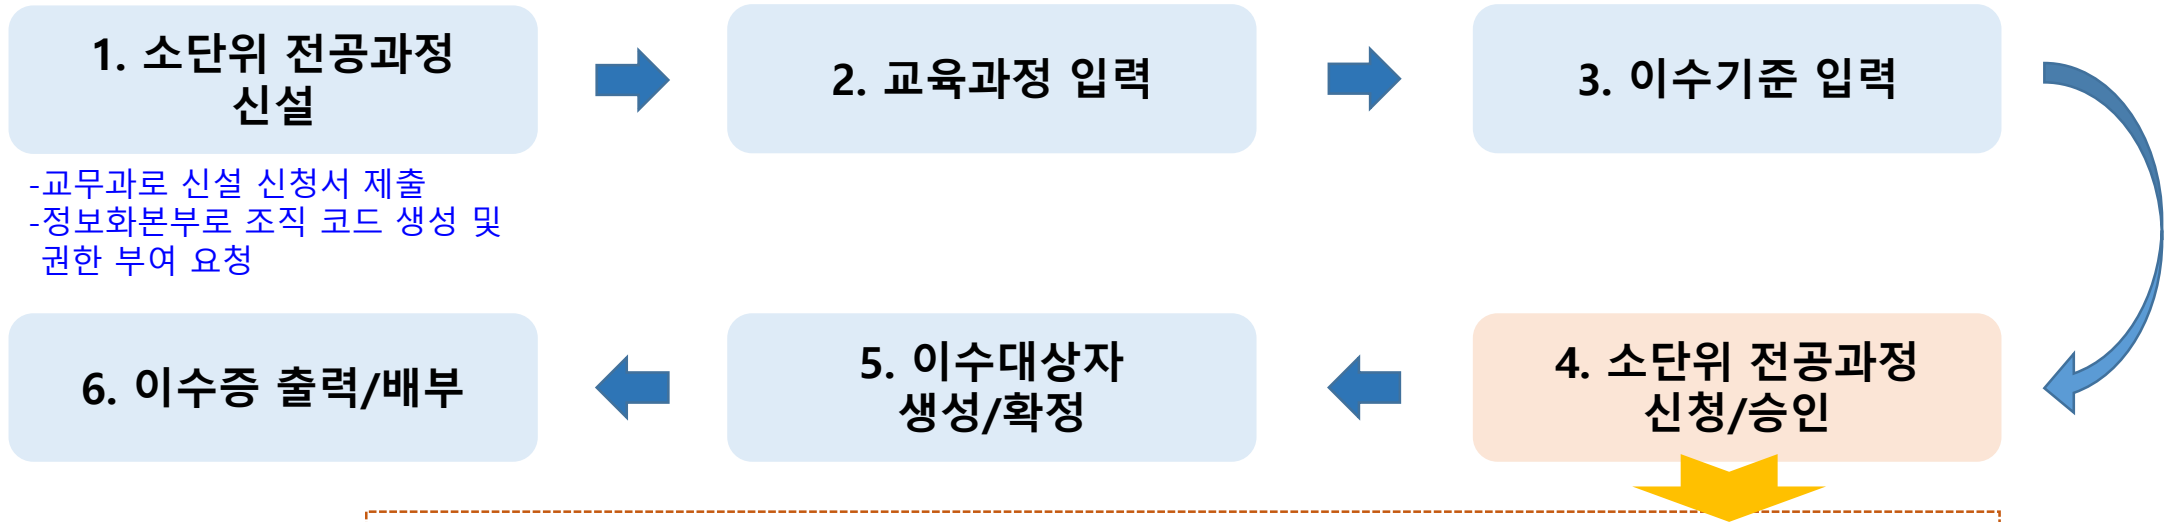 1. 소단위 전공과정
신설
2. 교육과정 입력
3. 이수기준 입력
-교무과로 신설 신청서 제출
-정보화본부로 조직 코드 생성 및
권한 부여 요청
6. 이수증 출력/배부
5. 이수대상자
생성/확정
4. 소단위 전공과정
신청/승인